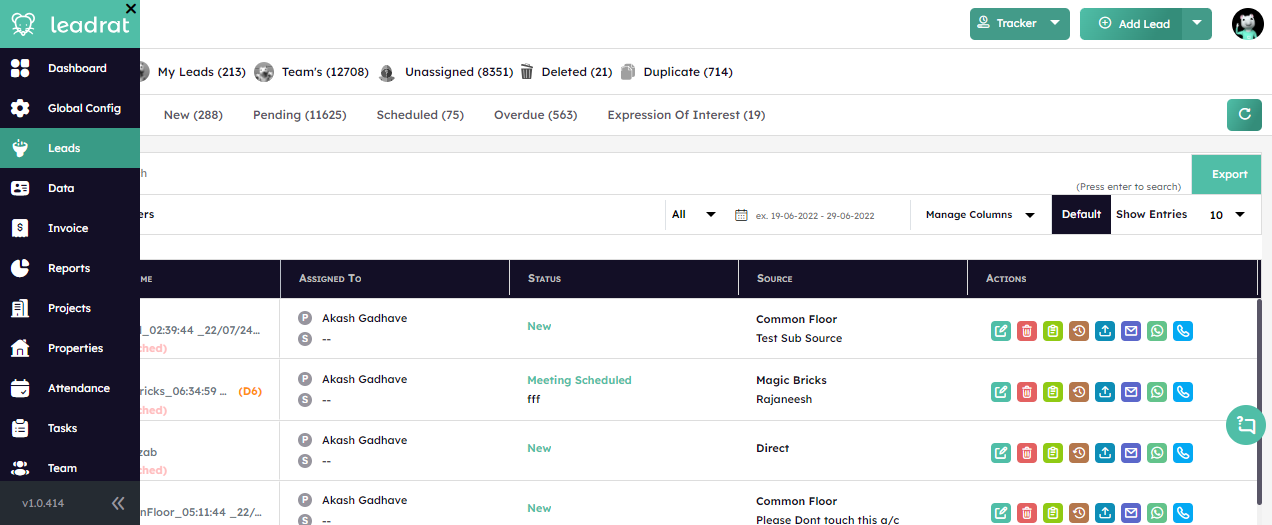 leadrat
Tracker
Add Lead
Dashboard
Global Config
Leads
Data
Invoice
Reports
Projects
Properties
Attendance
Tasks
Team
v1.0.414
My Leads (213)
Team's (12708)
Unassigned (8351)
Deleted (21)
Duplicate (714)
New (288)
Pending (11625)
Scheduled (75)
Overdue (563)
Expression Of Interest (19)
h
(Press enter to search)
Export
ers
All
ex. 19-06-2022 - 29-06-2022
Manage Columns
Default
Show Entries
10
ME
Assigned To
Status
Source
Actions
_02:39:44 _22/07/24...
ched)
P Akash Gadhave
S --
New
Common Floor
Test Sub Source
ricks_06:34:59 ... (D6)
ched)
P Akash Gadhave
S --
Meeting Scheduled
fff
Magic Bricks
Rajaneesh
zab
ched)
P Akash Gadhave
S --
New
Direct
nFloor_05:11:44 _22/...
P Akash Gadhave
S --
New
Common Floor
Please Dont touch this a/c